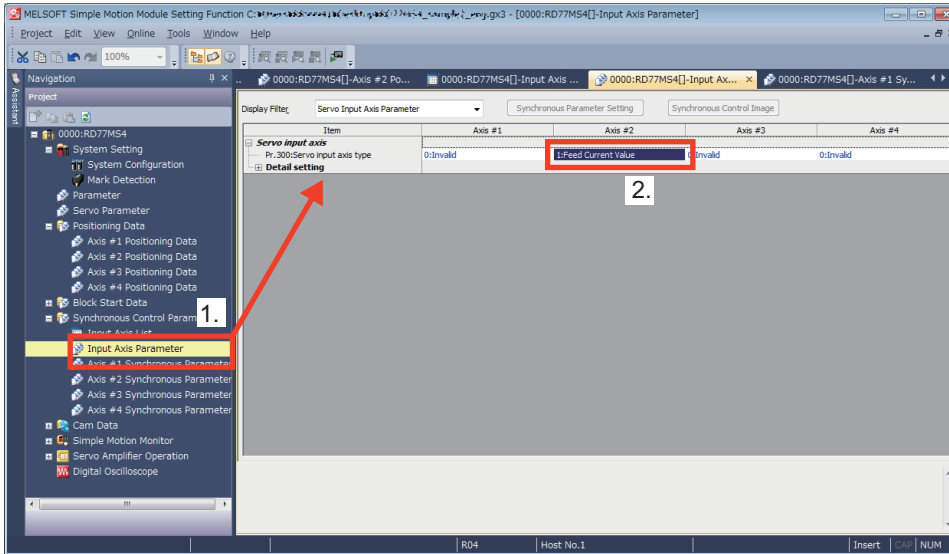 MELSOFT Simple Motion Module Setting Function - [0000:RD77MS4[]-Input Axis Parameter]
Project Edit View Online Tools Window Help
100%
Navigation
0000:RD77MS4[]-Axis #2 Po... 0000:RD77MS4[]-Input Axis ... 0000:RD77MS4[]-Input Ax... 0000:RD77MS4[]-Axis #1 Sy...
Assistant
Project
Display Filter Servo Input Axis Parameter Synchronous Parameter Setting Synchronous Control Image
Item Axis #1 Axis #2 Axis #3 Axis #4
Servo input axis
Pr.300:Servo input axis type 0:Invalid 1:Feed Current Value 0:Invalid 0:Invalid
Detail setting
2.
0000:RD77MS4
System Setting
System Configuration
Mark Detection
Parameter
Servo Parameter
Positioning Data
Axis #1 Positioning Data
Axis #2 Positioning Data
Axis #3 Positioning Data
Axis #4 Positioning Data
Block Start Data
Synchronous Control Param
1.
Input Axis List
Input Axis Parameter
Axis #1 Synchronous Parameter
Axis #2 Synchronous Parameter
Axis #3 Synchronous Parameter
Axis #4 Synchronous Parameter
Cam Data
Simple Motion Monitor
Servo Amplifier Operation
Digital Oscilloscope
R04 Host No.1 Insert CAP NUM